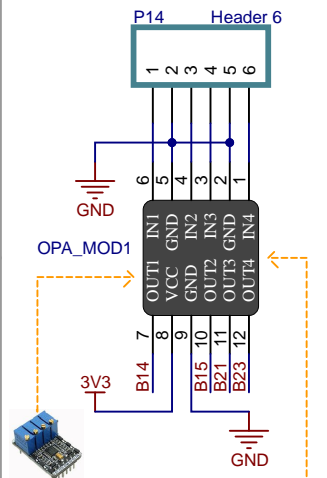 P14 Header 6
1 2 3 4 5 6
GND
6 5 4 3 2 1
IN1 GND IN2 IN3 GND IN4
OPA_MOD1
OUT1 VCC GND OUT2 OUT3 OUT4
7 8 9 10 11 12
B14 B15 B21 B23
3V3
GND